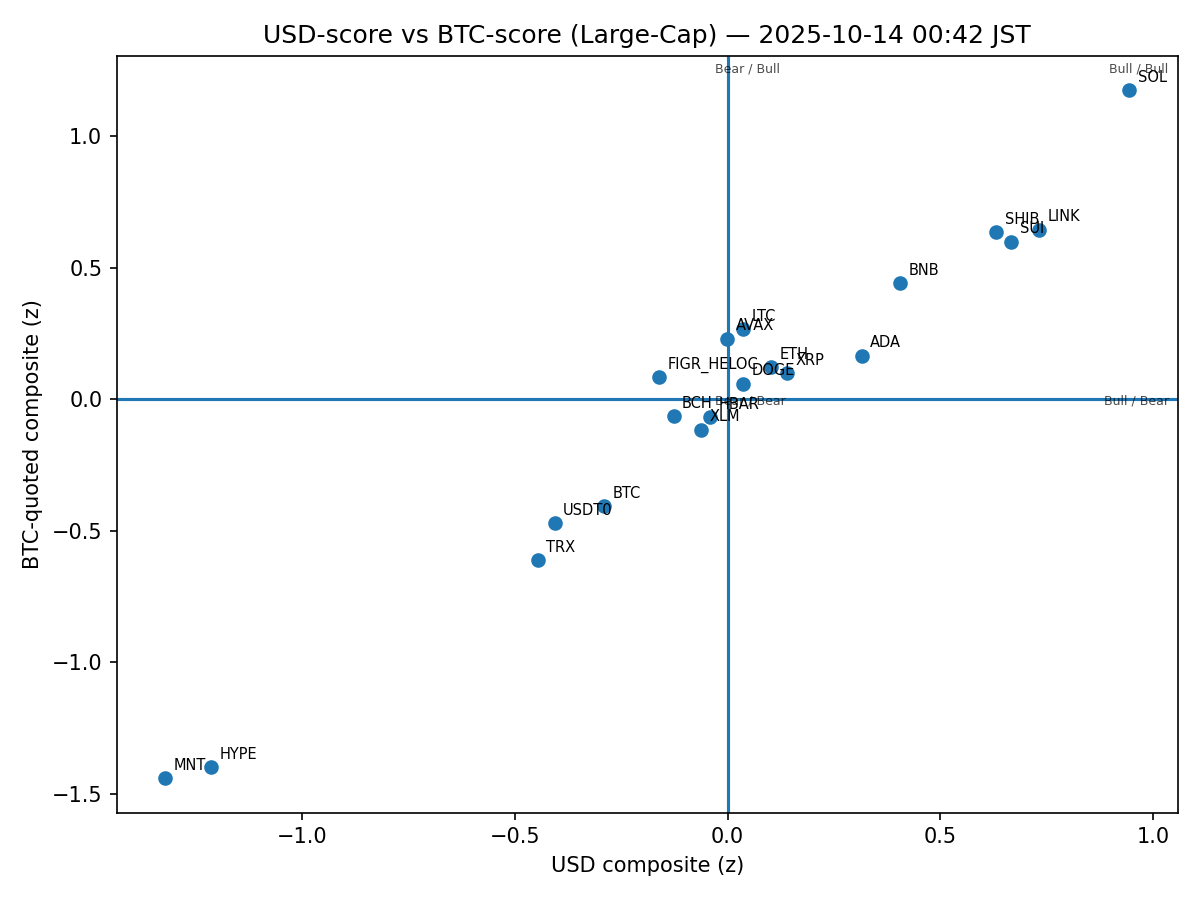 USD-score vs BTC-score (Large-Cap) — 2025-10-14 00:42 JST
Bear / Bull
Bull / Bull
SOL
1.0
SHIB
LINK
SUI
0.5
BNB
LTC
AVAX
ADA
ETH
XRP
FIGR_HELOC
DOGE
0.0
BCH
HBAR
Bear / Bear
Bull / Bear
XLM
BTC
−0.5
USDT0
TRX
−1.0
HYPE
MNT
−1.5
−1.0
−0.5
0.0
0.5
1.0
USD composite (z)
BTC-quoted composite (z)